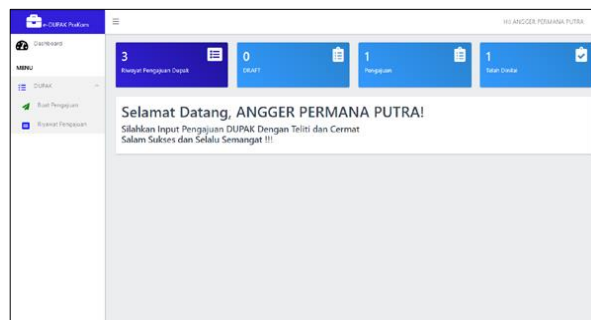 e-DUPAK ProKom
HI! ANGGER PERMANA PUTRA
Dashboard
MENU
DUPAK
Buat Pengajuan
Riwayat Pengajuan
3
Riwayat Pengajuan Dupak
0
DRAFT
1
Pengajuan
1
Telah Dinilai
Selamat Datang, ANGGER PERMANA PUTRA!
Silahkan Input Pengajuan DUPAK Dengan Teliti dan Cermat
Salam Sukses dan Selalu Semangat !!!